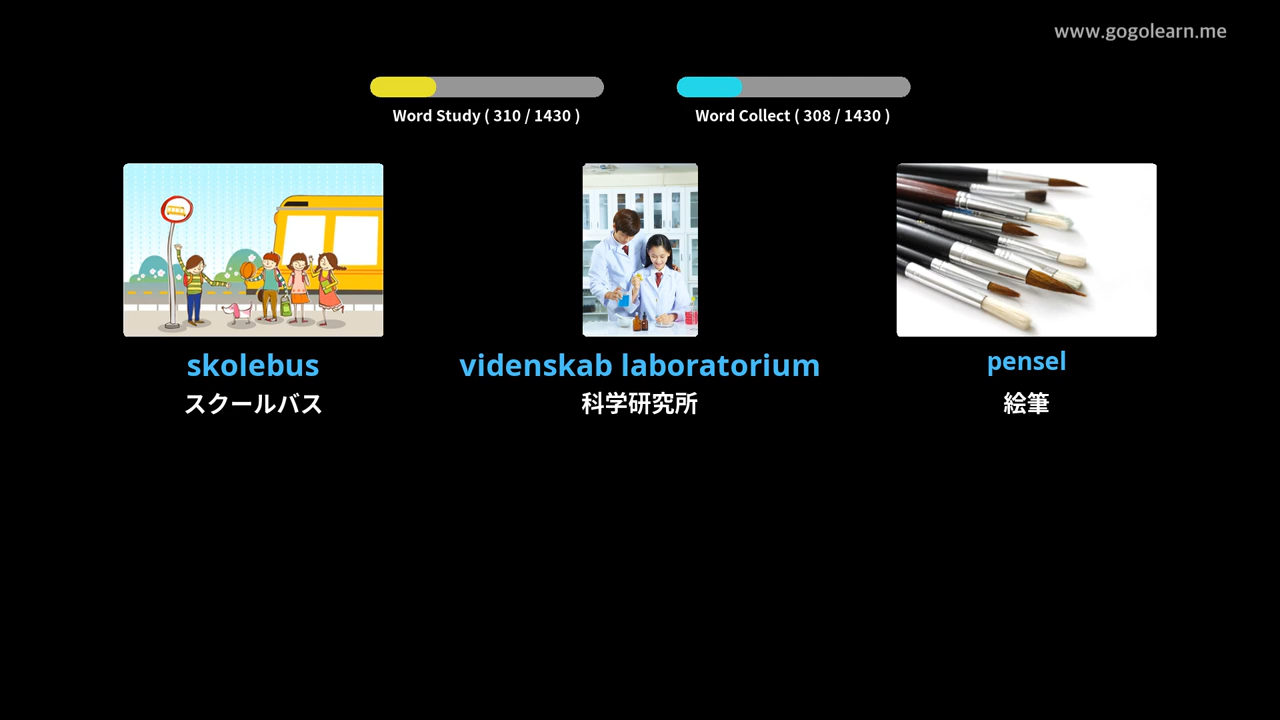 www.gogolearn.me
Word Study ( 310 / 1430 )
Word Collect ( 308 / 1430 )
skolebus
スクールバス
videnskab laboratorium
科学研究所
pensel
絵筆